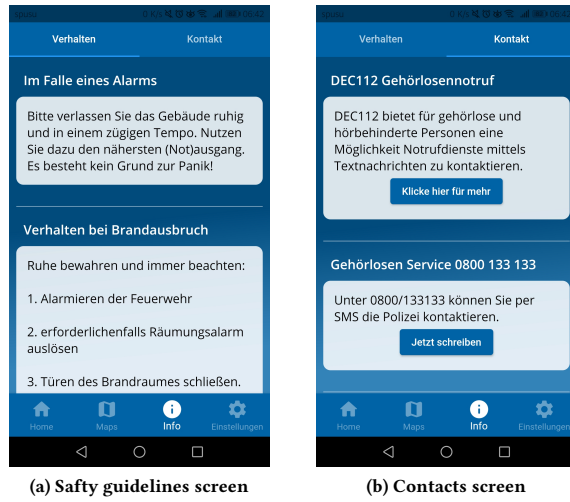 Verhalten
Kontakt
Im Falle eines Alarms
Bitte verlassen Sie das Gebäude ruhig
und in einem zügigen Tempo. Nutzen
Sie dazu den nähersten (Not)ausgang.
Es besteht kein Grund zur Panik!
Verhalten bei Brandausbruch
Ruhe bewahren und immer beachten:
1. Alarmieren der Feuerwehr
2. erforderlichenfalls Räumungsalarm
auslösen
3. Türen des Brandraumes schließen.
Home
Maps
Info
Einstellungen
(a) Safty guidelines screen
Verhalten
Kontakt
DEC112 Gehörlosennotruf
DEC112 bietet für gehörlose und
hörbehinderte Personen eine
Möglichkeit Notrufdienste mittels
Textnachrichten zu kontaktieren.
Klicke hier für mehr
Gehörlosen Service 0800 133 133
Unter 0800/133133 können Sie per
SMS die Polizei kontaktieren.
Jetzt schreiben
Home
Maps
Info
Einstellungen
(b) Contacts screen